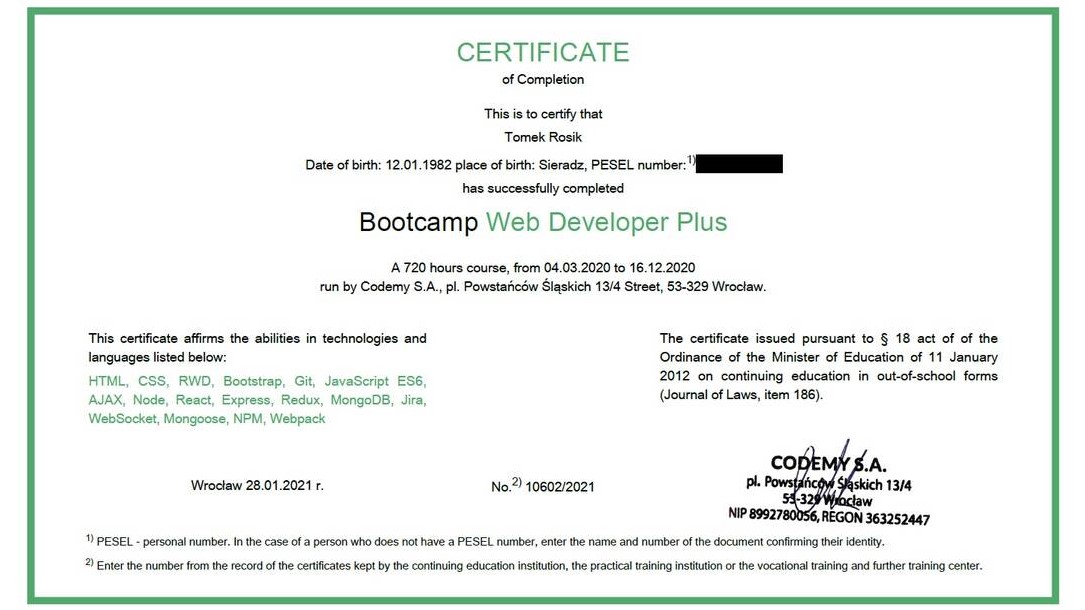 CERTIFICATE
of Completion
This is to certify that
Tomek Rosik
Date of birth: 12.01.1982 place of birth: Sieradz, PESEL number:1)
has successfully completed
Bootcamp Web Developer Plus
A 720 hours course, from 04.03.2020 to 16.12.2020
run by Codemy S.A., pl. Powstańców Śląskich 13/4 Street, 53-329 Wrocław.
This certificate affirms the abilities in technologies and
languages listed below:
HTML, CSS, RWD, Bootstrap, Git, JavaScript ES6,
AJAX, Node, React, Express, Redux, MongoDB, Jira,
WebSocket, Mongoose, NPM, Webpack
The certificate issued pursuant to § 18 act of of the
Ordinance of the Minister of Education of 11 January
2012 on continuing education in out-of-school forms
(Journal of Laws, item 186).
Wrocław 28.01.2021 r.
No.2) 10602/2021
CODEMY S.A.
pl. Powstańców Śląskich 13/4
53-329 Wrocław
NIP 8992780056, REGON 363252447
1) PESEL - personal number. In the case of a person who does not have a PESEL number, enter the name and number of the document confirming their identity.
2) Enter the number from the record of the certificates kept by the continuing education institution, the practical training institution or the vocational training and further training center.